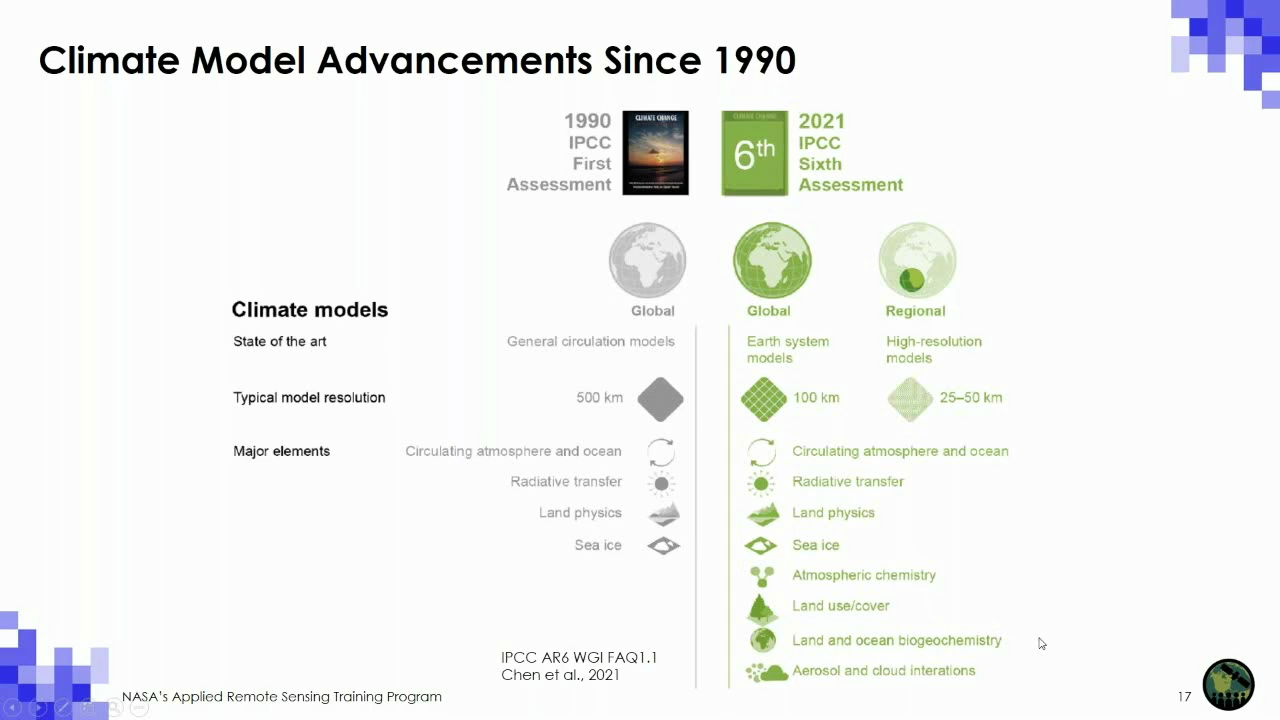 Climate Model Advancements Since 1990
1990
IPCC
First
Assessment
CLIMATE CHANGE
CLIMATE CHANGE
6th
2021
IPCC
Sixth
Assessment
Climate models
Global
Global
Regional
State of the art
General circulation models
Earth system
models
High-resolution
models
Typical model resolution
500 km
100 km
25–50 km
Major elements
Circulating atmosphere and ocean
Circulating atmosphere and ocean
Radiative transfer
Radiative transfer
Land physics
Land physics
Sea ice
Sea ice
Atmospheric chemistry
Land use/cover
Land and ocean biogeochemistry
Aerosol and cloud interations
IPCC AR6 WGI FAQ1.1
Chen et al., 2021
NASA's Applied Remote Sensing Training Program
17